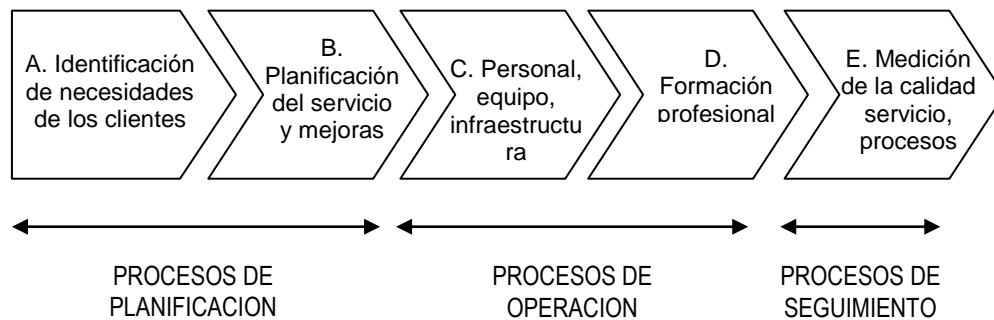 A. Identificación
de necesidades
de los clientes
B.
Planificación
del servicio
y mejoras
C. Personal,
equipo,
infraestructu
ra
D.
Formación
profesional
E. Medición
de la calidad
servicio,
procesos
PROCESOS DE
PLANIFICACION
PROCESOS DE
OPERACION
PROCESOS DE
SEGUIMIENTO